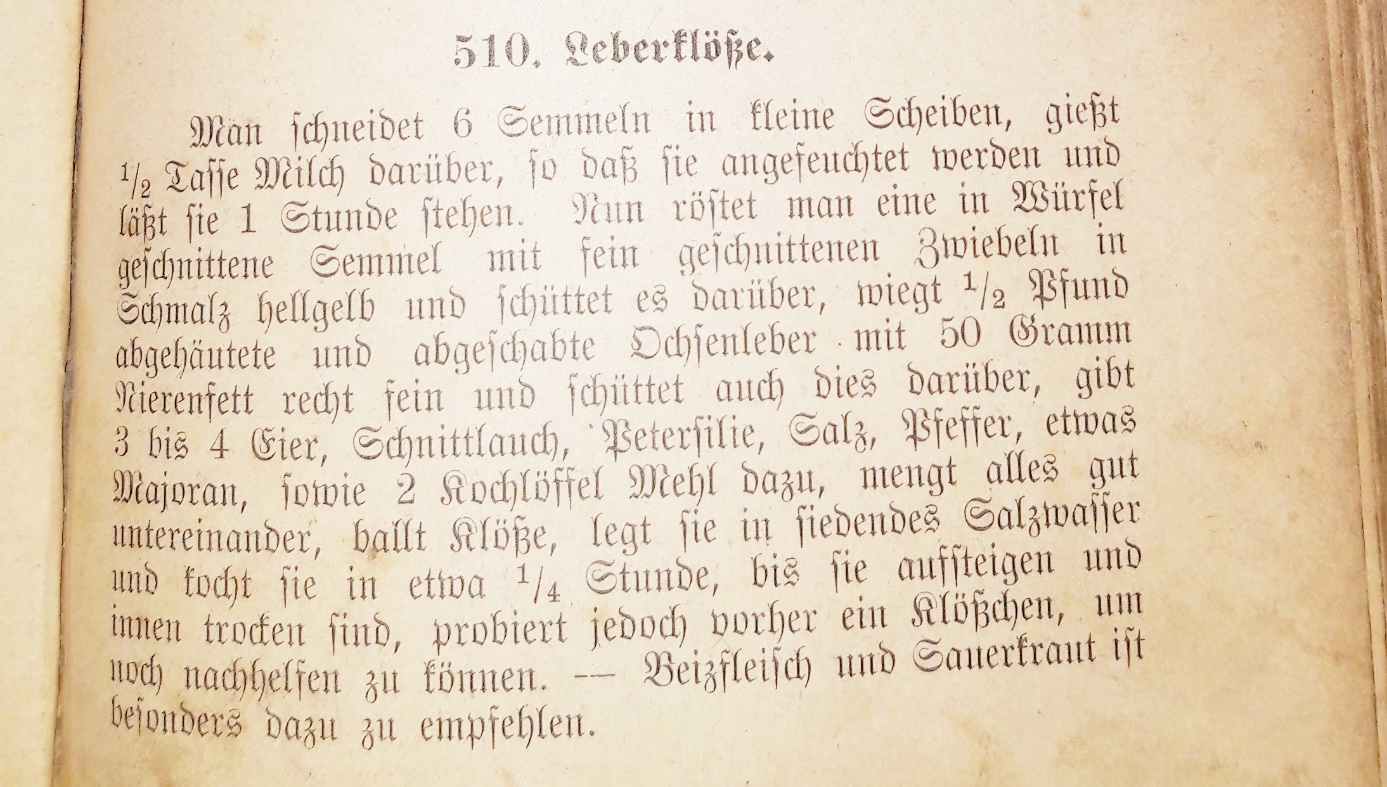 510. Leberklöße.
Man schneidet 6 Semmeln in kleine Scheiben, gießt
1/2 Tasse Milch darüber, so daß sie angefeuchtet werden und
läßt sie 1 Stunde stehen. Nun röstet man eine in Würfel
geschnittene Semmel mit fein geschnittenen Zwiebeln in
Schmalz hellgelb und schüttet es darüber, wiegt 1/2 Pfund
abgehäutete und abgeschabte Ochsenleber mit 50 Gramm
Nierenfett recht fein und schüttet auch dies darüber, gibt
3 bis 4 Eier, Schnittlauch, Petersilie, Salz, Pfeffer, etwas
Majoran, sowie 2 Kochlöffel Mehl dazu, mengt alles gut
untereinander, ballt Klöße, legt sie in siedendes Salzwasser
und kocht sie in etwa 1/4 Stunde, bis sie aufsteigen und
innen trocken sind, probiert jedoch vorher ein Klößchen, um
noch nachhelfen zu können. — Beizfleisch und Sauerkraut ist
besonders dazu zu empfehlen.